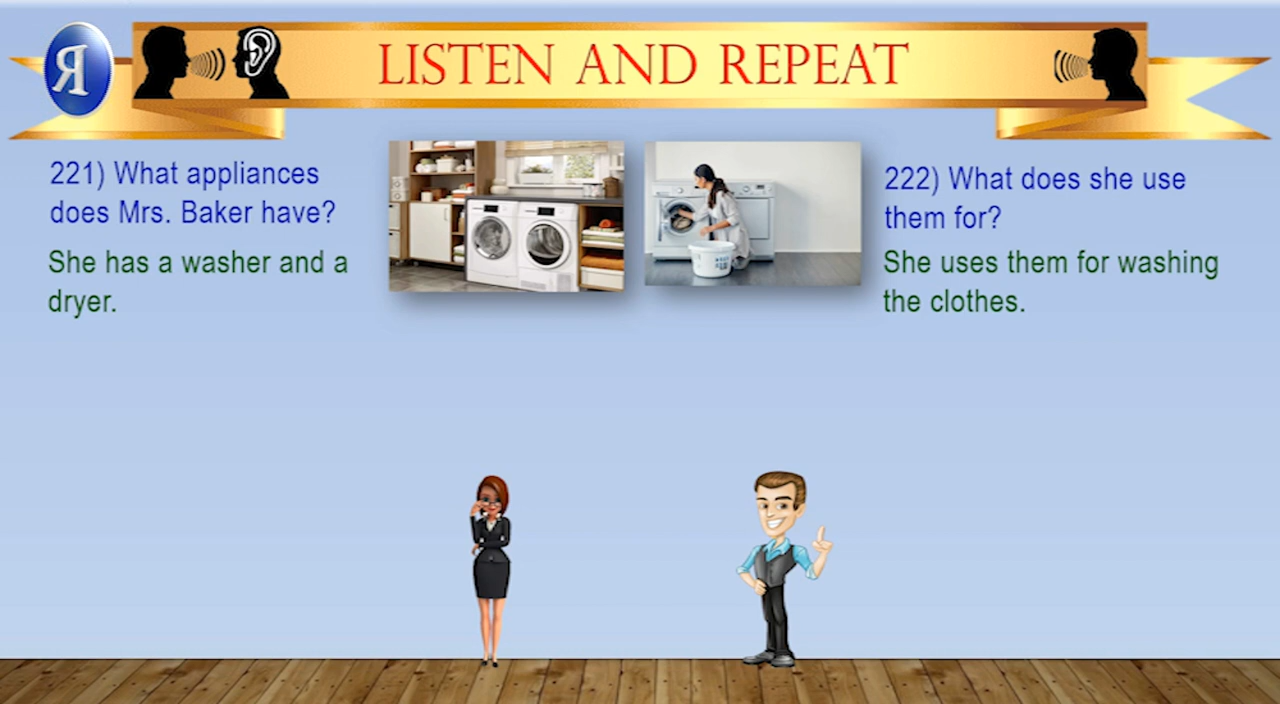 Я
LISTEN AND REPEAT
221) What appliances
does Mrs. Baker have?
She has a washer and a
dryer.
222) What does she use
them for?
She uses them for washing
the clothes.